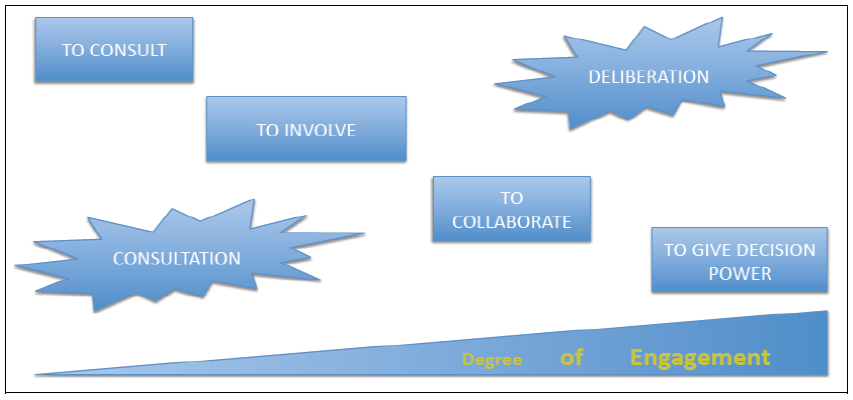 TO CONSULT
DELIBERATION
TO INVOLVE
TO
COLLABORATE
CONSULTATION
TO GIVE DECISION
POWER
Degree of Engagement